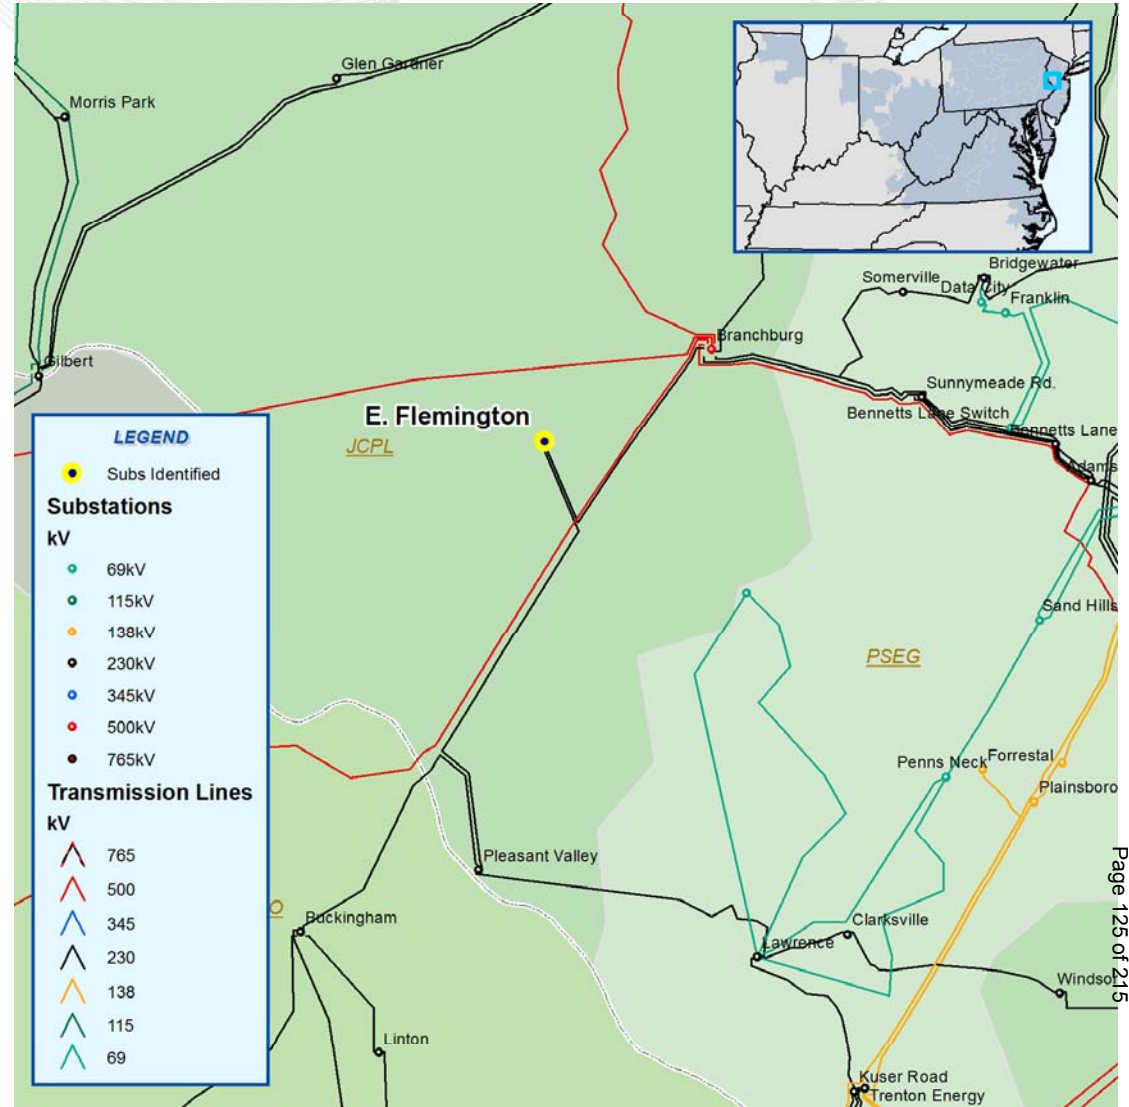 Glen Gardner
Morris Park
Bridgewater
Somerville
Data City
Franklin
Branchburg
Gilbert
Sunnymeade Rd.
Bennetts Lane Switch
E. Flemington
Bennetts Lane
JCPL
Adams
LEGEND
Subs Identified
Substations
kV
69kV
115kV
138kV
230kV
345kV
500kV
765kV
Transmission Lines
kV
765
500
345
230
138
115
69
Sand Hills
PSEG
Penns Neck
Forrestal
Plainsboro
Pleasant Valley
O
Buckingham
Clarksville
Lawrence
Windsor
Linton
Kuser Road
Trenton Energy
Page 125 of 215